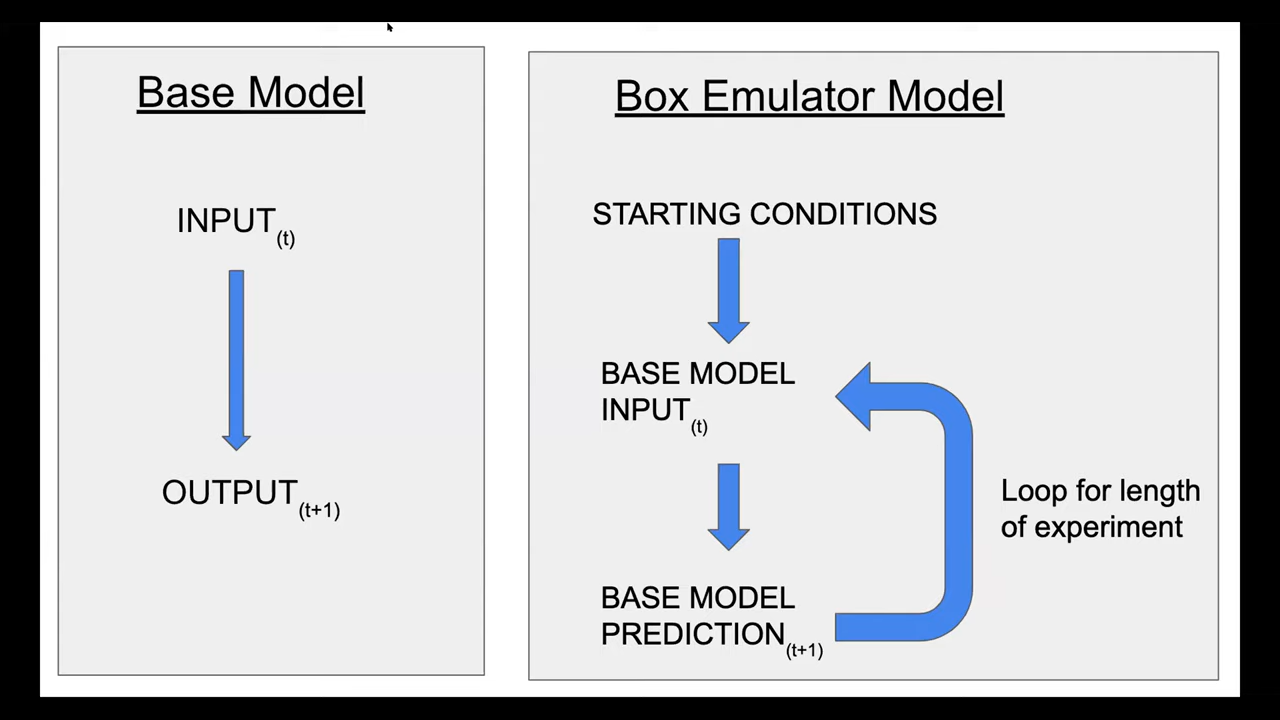 Base Model
INPUT(t)
OUTPUT(t+1)
Box Emulator Model
STARTING CONDITIONS
BASE MODEL
INPUT(t)
BASE MODEL
PREDICTION(t+1)
Loop for length
of experiment